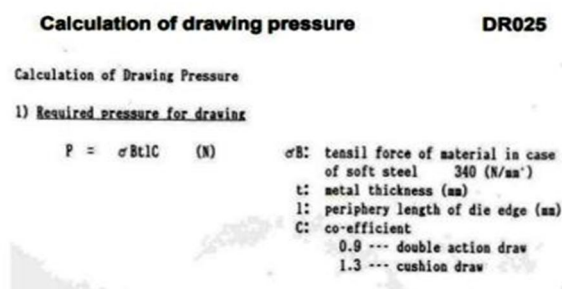 Calculation of drawing pressure DR025
Calculation of Drawing Pressure
1) Required pressure for drawing
P = σBtlC (N)
σB: tensil force of material in case
of soft steel 340 (N/mm²)
t: metal thickness (mm)
l: periphery length of die edge (mm)
C: co-efficient
0.9 --- double action draw
1.3 --- cushion draw